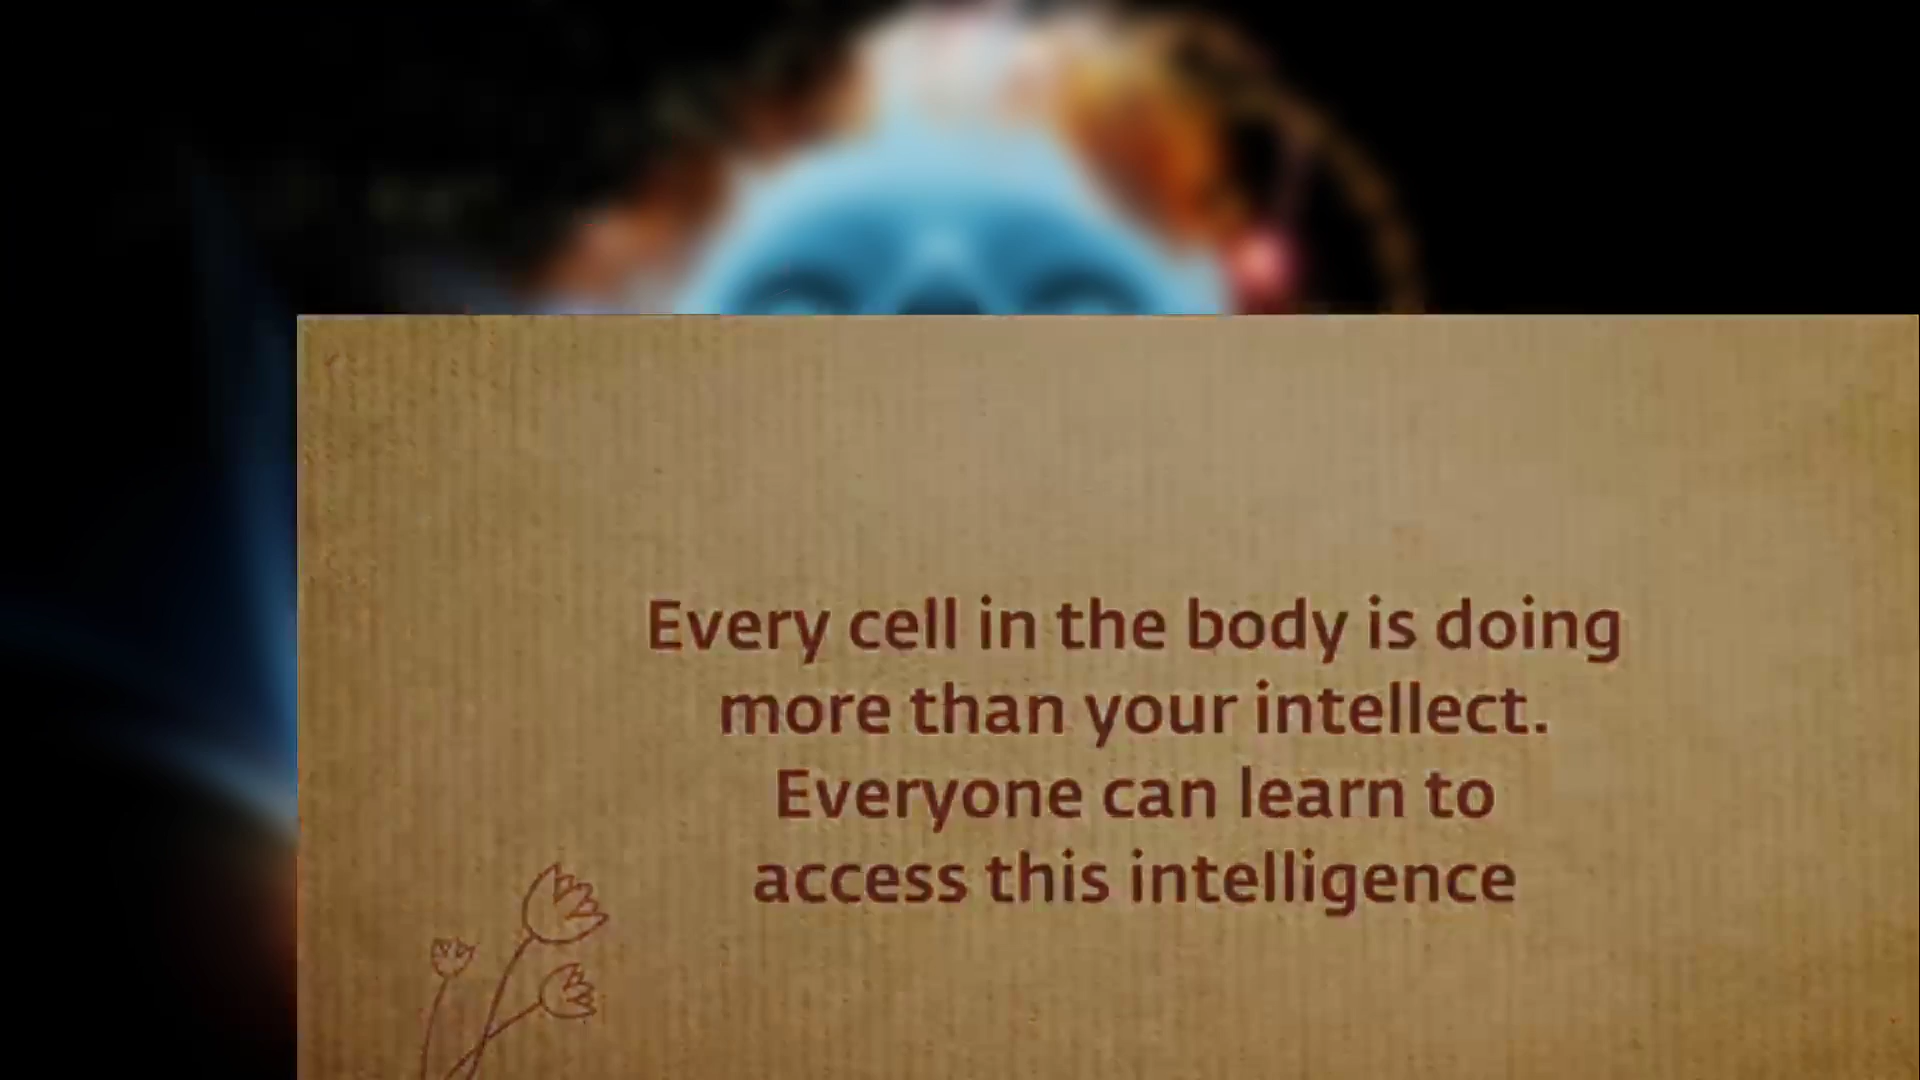 Every cell in the body is doing
more than your intellect.
Everyone can learn to
access this intelligence